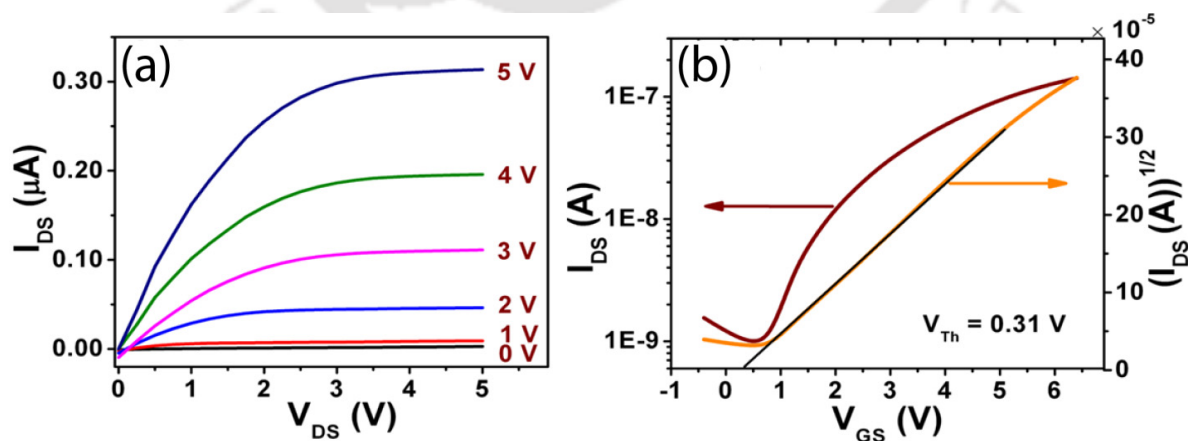 (a)
0.30
0.20
0.10
0.00
I_DS (μA)
5 V
4 V
3 V
2 V
1 V
0 V
0 1 2 3 4 5
V_DS (V)
(b)
× 10^-5
1E-7
1E-8
1E-9
I_DS (A)
40
30
20
10
0
(I_DS (A))^1/2
V_Th = 0.31 V
-1 0 1 2 3 4 5 6
V_GS (V)